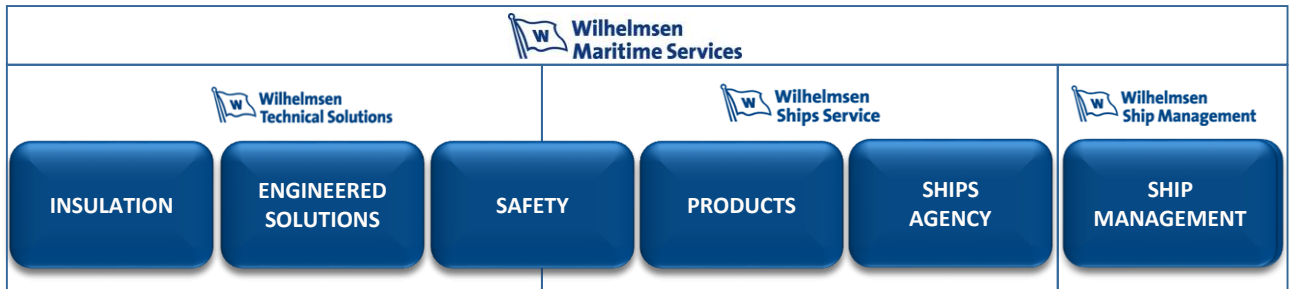 W Wilhelmsen
Maritime Services
W Wilhelmsen
Technical Solutions
W Wilhelmsen
Ships Service
W Wilhelmsen
Ship Management
INSULATION
ENGINEERED
SOLUTIONS
SAFETY
PRODUCTS
SHIPS
AGENCY
SHIP
MANAGEMENT